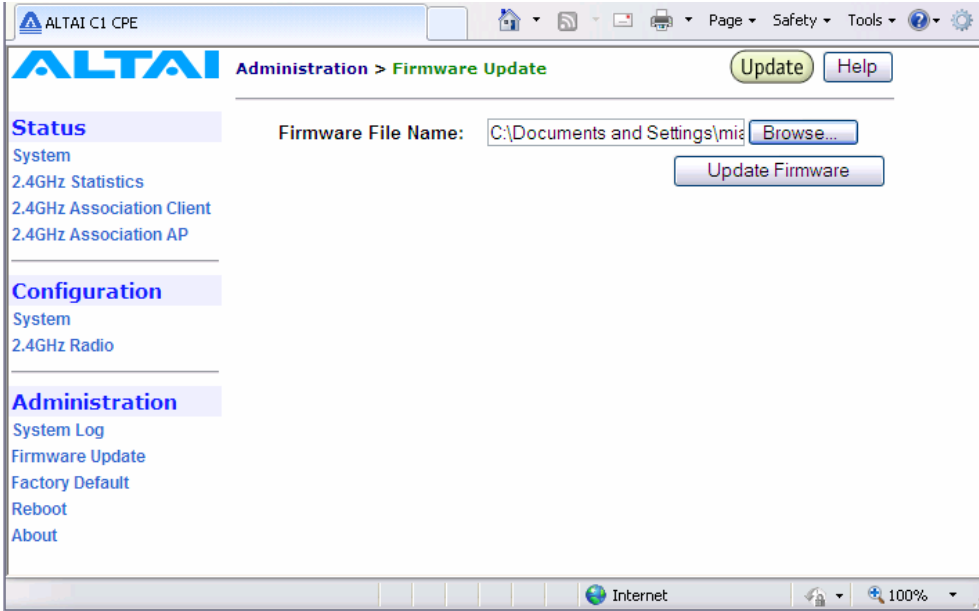 ALTAI C1 CPE
Page
Safety
Tools
ALTAI
Administration > Firmware Update
Update
Help
Status
System
2.4GHz Statistics
2.4GHz Association Client
2.4GHz Association AP
Firmware File Name:
C:\Documents and Settings\mia
Browse...
Update Firmware
Configuration
System
2.4GHz Radio
Administration
System Log
Firmware Update
Factory Default
Reboot
About
Internet
100%